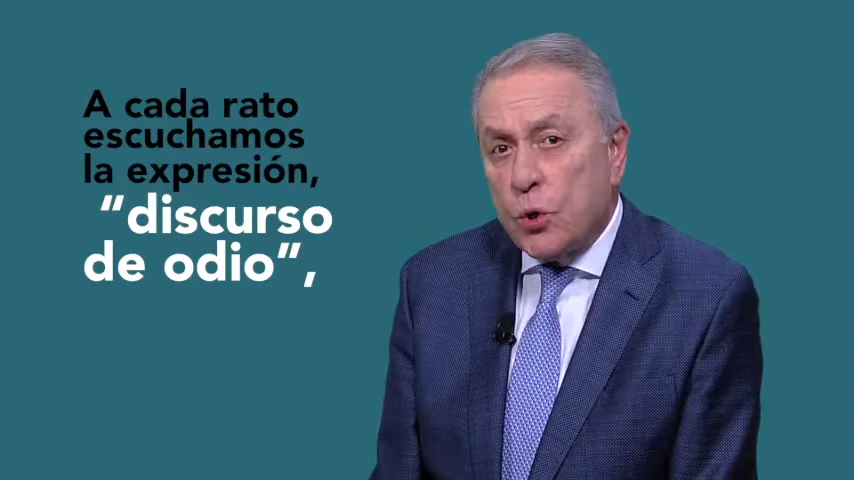 A cada rato
escuchamos
la expresión,
“discurso
de odio”,